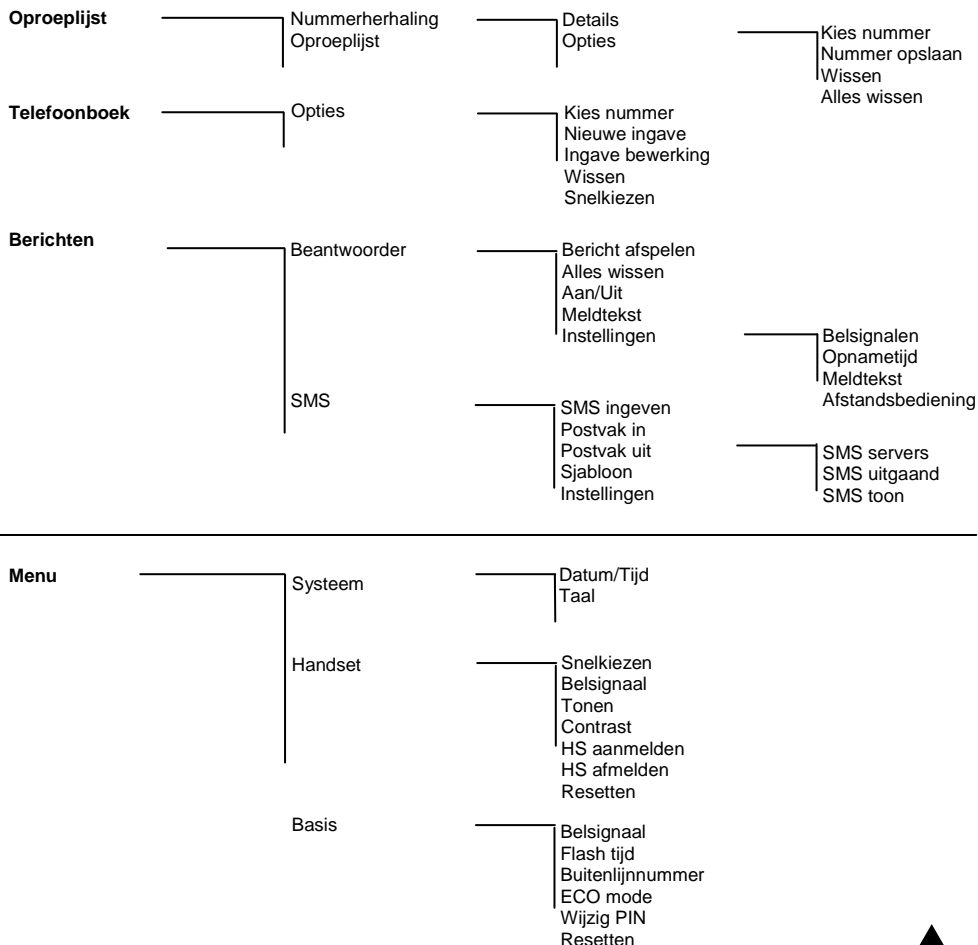 Oproeplijst Nummerherhaling Details Kies nummer
Oproeplijst Opties Nummer opslaan
Wissen
Alles wissen
Telefoonboek Opties Kies nummer
Nieuwe ingave
Ingave bewerking
Wissen
Snelkiezen
Berichten Beantwoorder Bericht afspelen
Alles wissen
Aan/Uit
Meldtekst
Instellingen Belsignalen
Opnametijd
Meldtekst
Afstandsbediening
SMS SMS ingeven
Postvak in
Postvak uit
Sjabloon
Instellingen SMS servers
SMS uitgaand
SMS toon
Menu Systeem Datum/Tijd
Taal
Handset Snelkiezen
Belsignaal
Tonen
Contrast
HS aanmelden
HS afmelden
Resetten
Basis Belsignaal
Flash tijd
Buitenlijnnummer
ECO mode
Wijzig PIN
Resetten